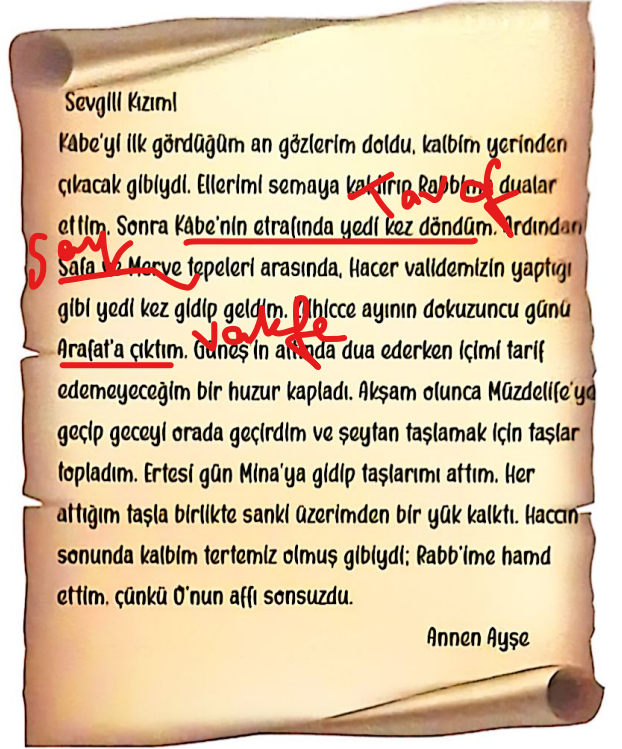 Sevgili Kızım!
Kâbe'yi ilk gördüğüm an gözlerim doldu, kalbim yerinden
çıkacak gibiydi. Ellerimi semaya kaldırıp Rabbime dualar
Tavaf
ettim. Sonra Kâbe'nin etrafında yedi kez döndüm. Ardından
Say
Safa ve Merve tepeleri arasında, Hacer validemizin yaptığı
gibi yedi kez gidip geldim. Zilhicce ayının dokuzuncu günü
vakfe
Arafat'a çıktım. Güneş'in altında dua ederken içimi tarif
edemeyeceğim bir huzur kapladı. Akşam olunca Müzdelife'ye
geçip geceyi orada geçirdim ve şeytan taşlamak için taşlar
topladım. Ertesi gün Mina'ya gidip taşlarımı attım. Her
attığım taşla birlikte sanki üzerimden bir yük kalktı. Haccın
sonunda kalbim tertemiz olmuş gibiydi; Rabb'ime hamd
ettim. çünkü O'nun affı sonsuzdu.
Annen Ayşe